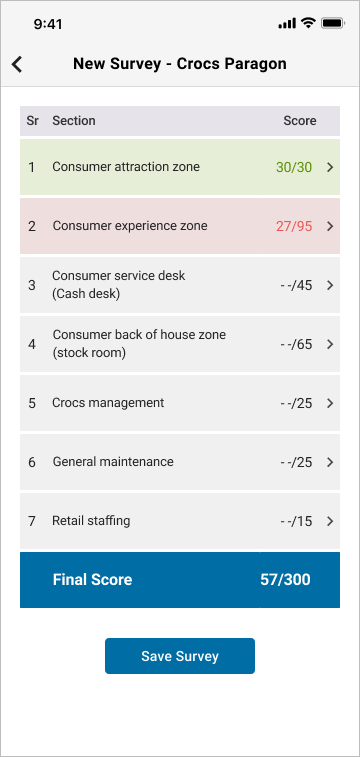 9:41
New Survey - Crocs Paragon
Sr Section Score
1 Consumer attraction zone 30/30
2 Consumer experience zone 27/95
3 Consumer service desk
(Cash desk) - -/45
4 Consumer back of house zone
(stock room) - -/65
5 Crocs management - -/25
6 General maintenance - -/25
7 Retail staffing - -/15
Final Score 57/300
Save Survey